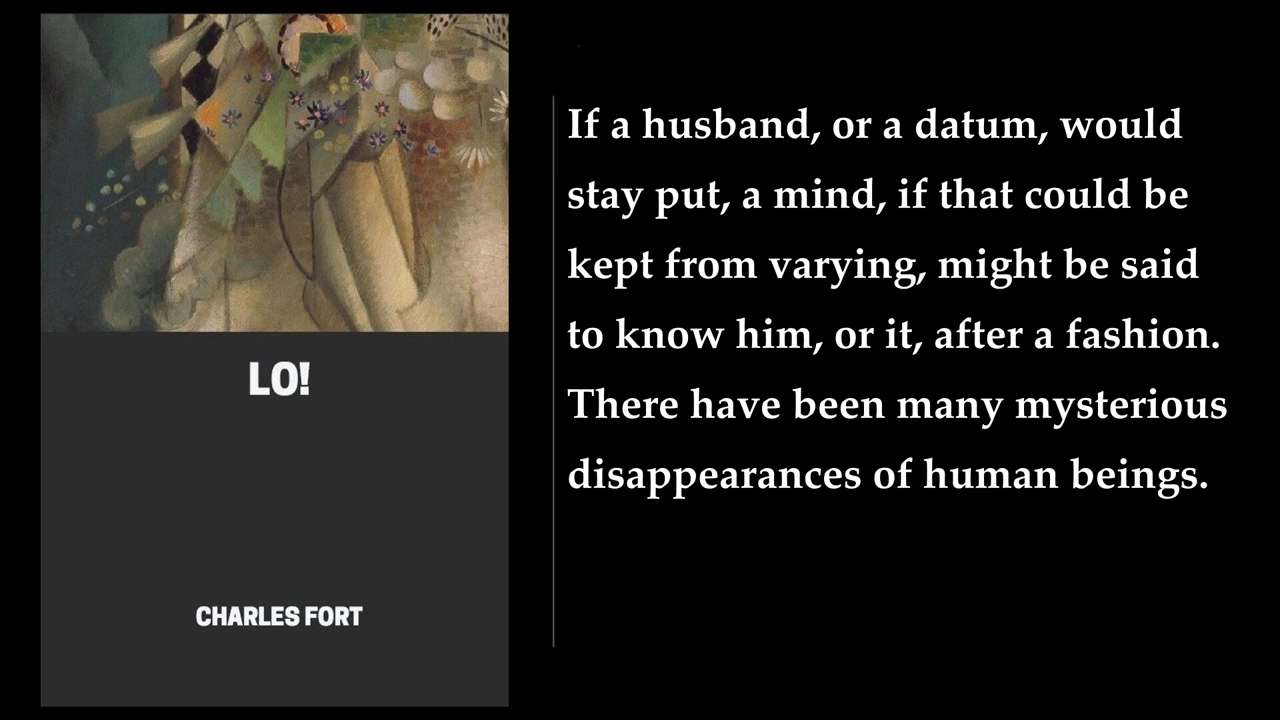 LO!
CHARLES FORT
If a husband, or a datum, would
stay put, a mind, if that could be
kept from varying, might be said
to know him, or it, after a fashion.
There have been many mysterious
disappearances of human beings.